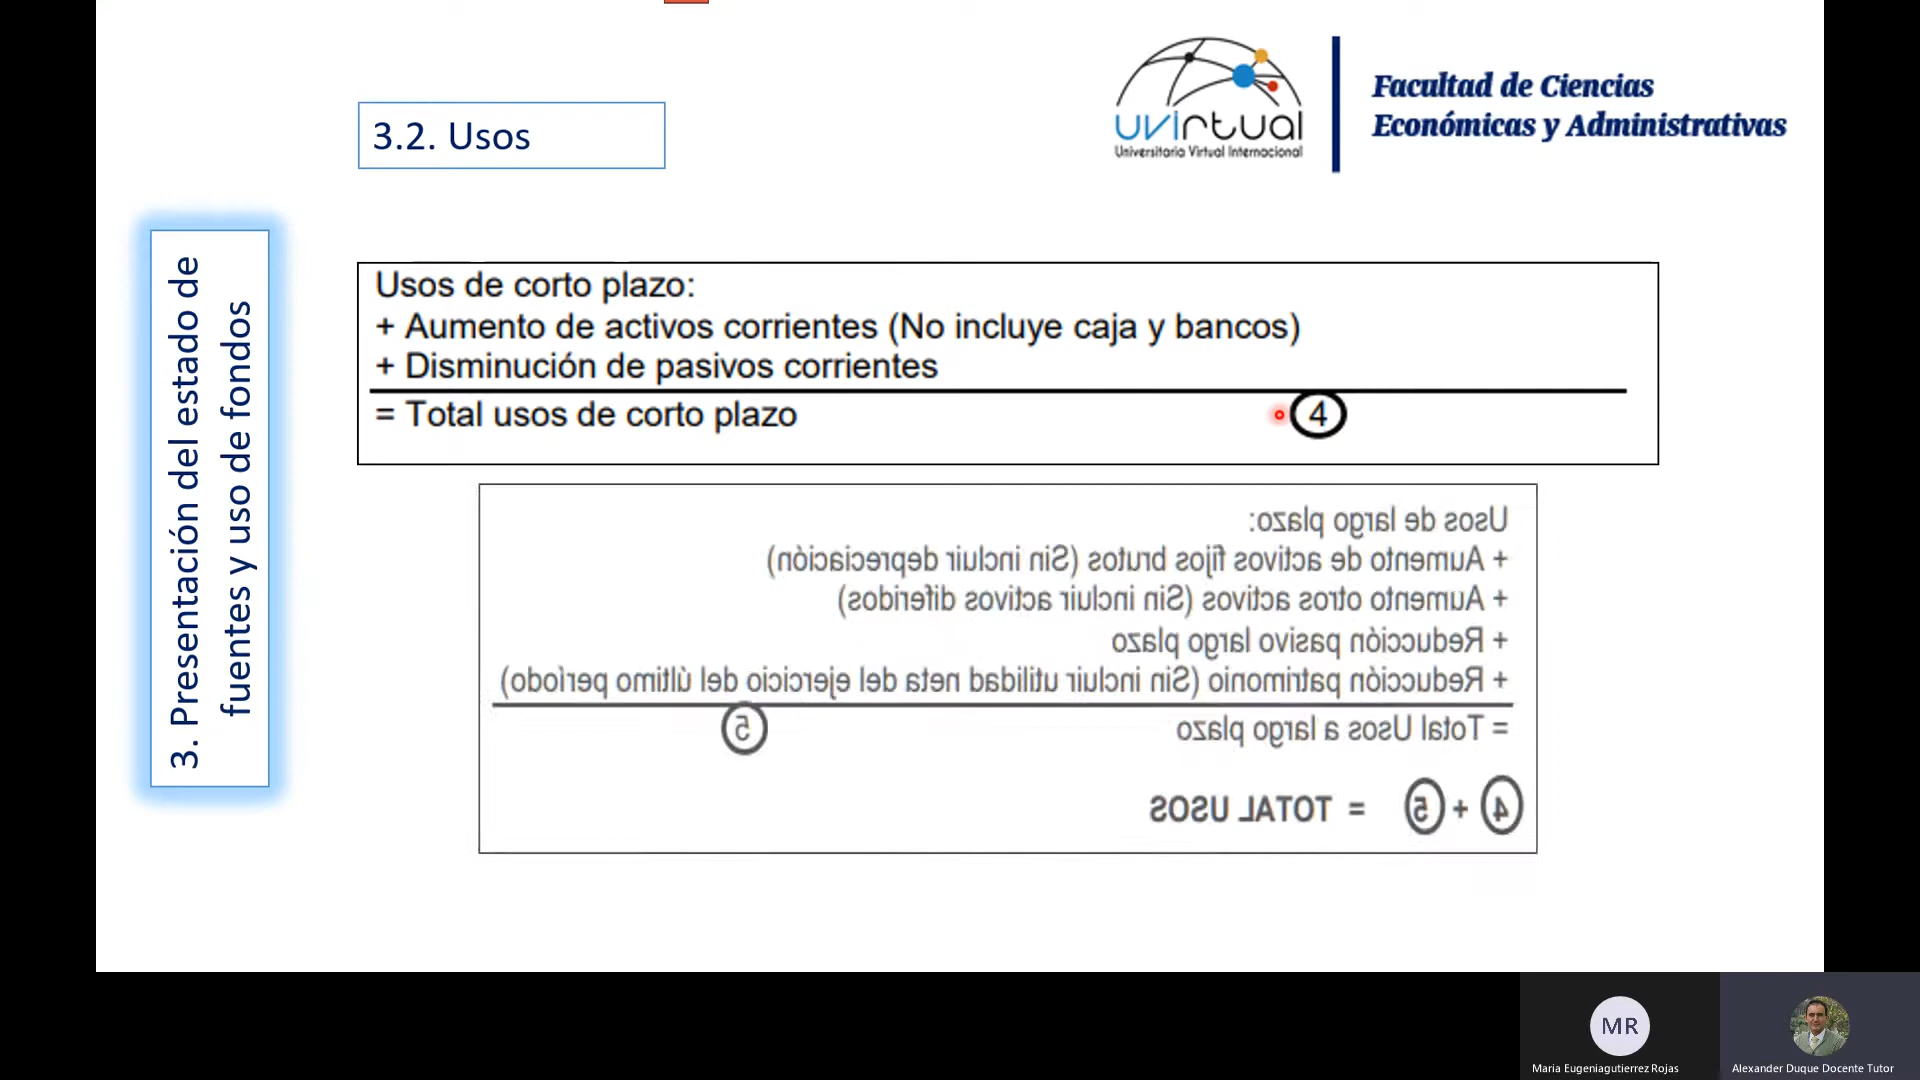 3.2. Usos
uvirtual
Universitaria Virtual Internacional
Facultad de Ciencias
Económicas y Administrativas
3. Presentación del estado de
fuentes y uso de fondos
Usos de corto plazo:
+ Aumento de activos corrientes (No incluye caja y bancos)
+ Disminución de pasivos corrientes
= Total usos de corto plazo 4
Usos de largo plazo:
+ Aumento de activos fijos brutos (Sin incluir depreciación)
+ Aumento otros activos (Sin incluir activos diferidos)
+ Reducción pasivo largo plazo
+ Reducción patrimonio (Sin incluir utilidad neta del ejercicio del último período)
= Total Usos a largo plazo 5
4 + 5 = TOTAL USOS
MR
Maria Eugeniagutierrez Rojas
Alexander Duque Docente Tutor